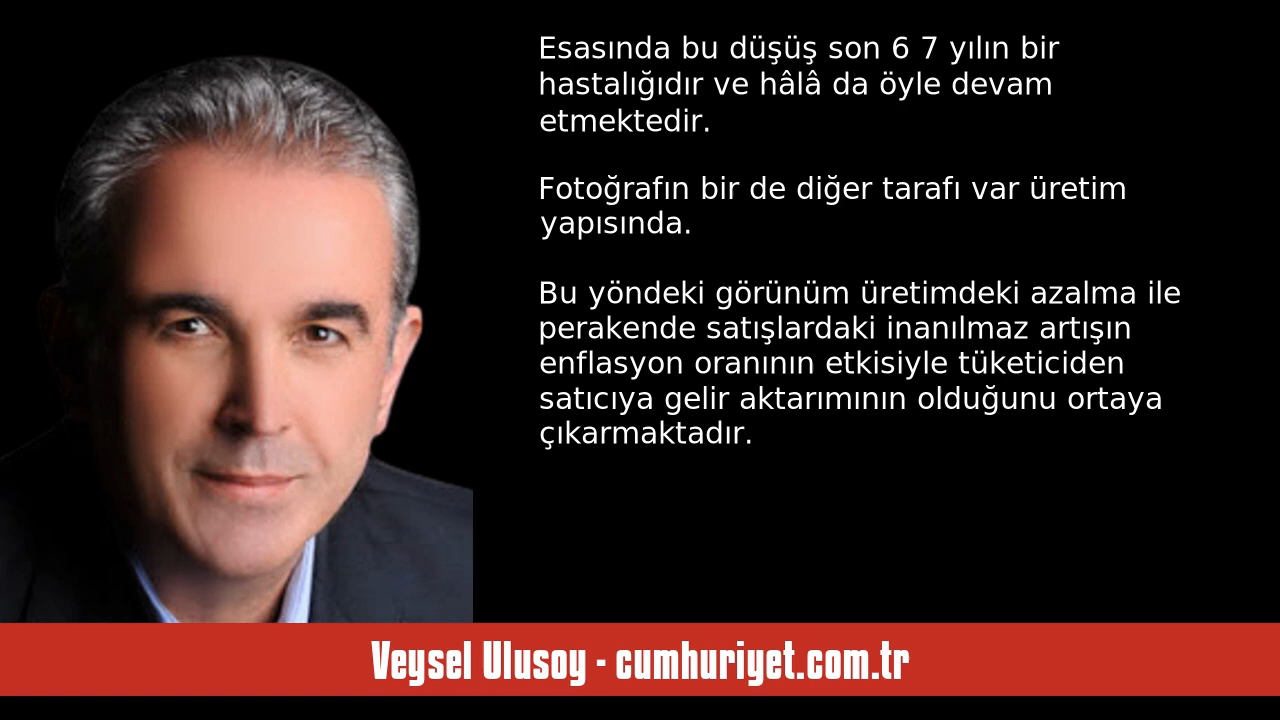 Esasında bu düşüş son 6 7 yılın bir
hastalığıdır ve hâlâ da öyle devam
etmektedir.
Fotoğrafın bir de diğer tarafı var üretim
yapısında.
Bu yöndeki görünüm üretimdeki azalma ile
perakende satışlardaki inanılmaz artışın
enflasyon oranının etkisiyle tüketiciden
satıcıya gelir aktarımının olduğunu ortaya
çıkarmaktadır.
Veysel Ulusoy - cumhuriyet.com.tr